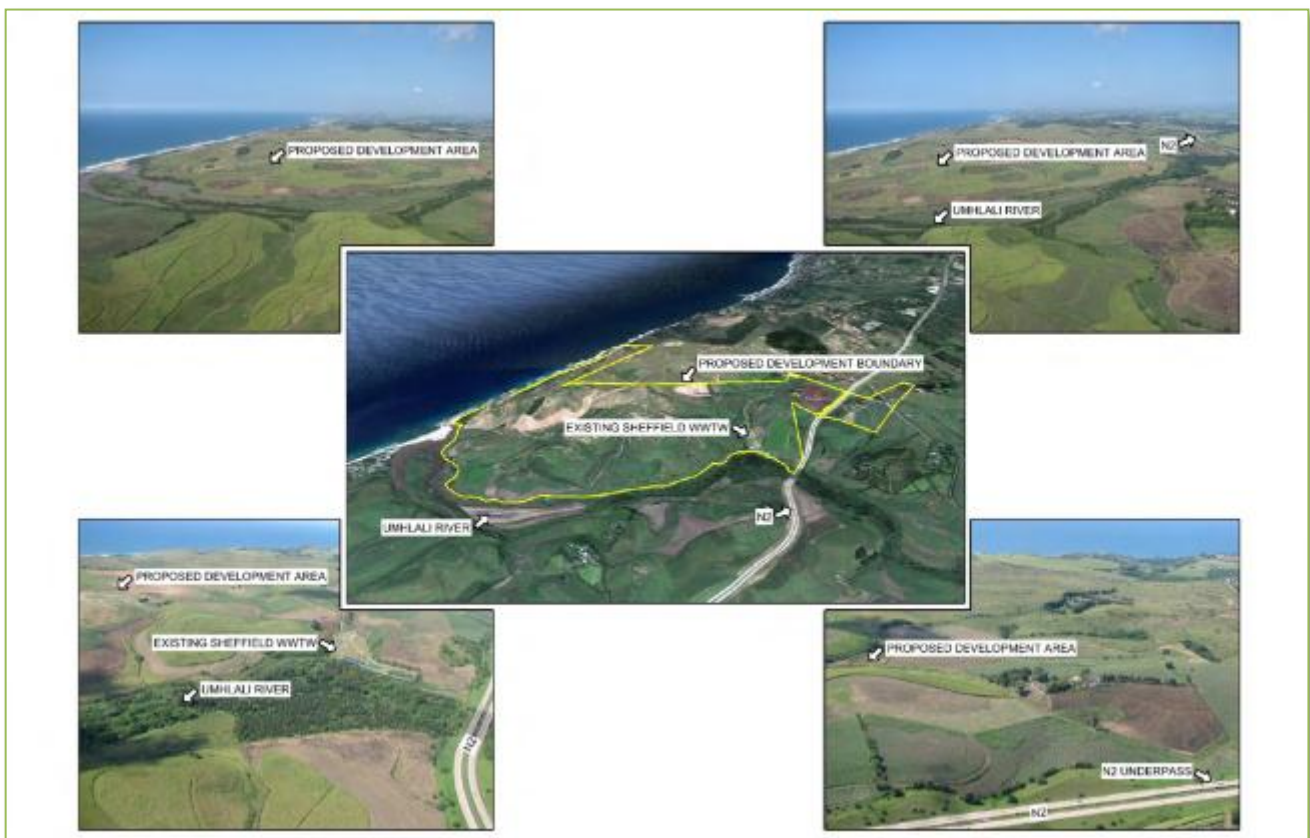 PROPOSED DEVELOPMENT AREA
PROPOSED DEVELOPMENT AREA
N2
UMHLALI RIVER
PROPOSED DEVELOPMENT BOUNDARY
EXISTING SHEFFIELD WWTW
UMHLALI RIVER
N2
PROPOSED DEVELOPMENT AREA
EXISTING SHEFFIELD WWTW
UMHLALI RIVER
N2
PROPOSED DEVELOPMENT AREA
N2 UNDERPASS
N2